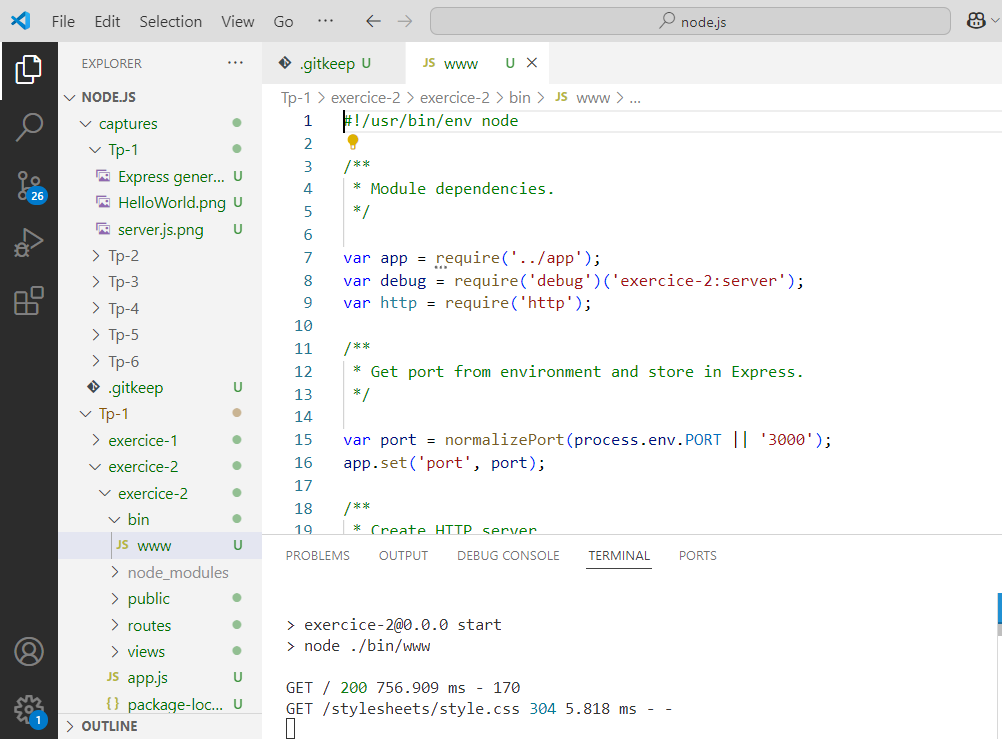 File Edit Selection View Go ··· node.js
EXPLORER ···
NODE.JS
captures
Tp-1
Express gener... U
HelloWorld.png U
server.js.png U
Tp-2
Tp-3
Tp-4
Tp-5
Tp-6
.gitkeep U
Tp-1
exercice-1
exercice-2
exercice-2
bin
JS www U
node_modules
public
routes
views
JS app.js U
{} package-loc... U
OUTLINE
26
1
.gitkeep U JS www U
Tp-1 > exercice-2 > exercice-2 > bin > JS www > ...
1 #!/usr/bin/env node
2
3 /**
4 * Module dependencies.
5 */
6
7 var app = require('../app');
8 var debug = require('debug')('exercice-2:server');
9 var http = require('http');
10
11 /**
12 * Get port from environment and store in Express.
13 */
14
15 var port = normalizePort(process.env.PORT || '3000');
16 app.set('port', port);
17
18 /**
19 * Create HTTP server
PROBLEMS OUTPUT DEBUG CONSOLE TERMINAL PORTS
> exercice-2@0.0.0 start
> node ./bin/www
GET / 200 756.909 ms - 170
GET /stylesheets/style.css 304 5.818 ms - -